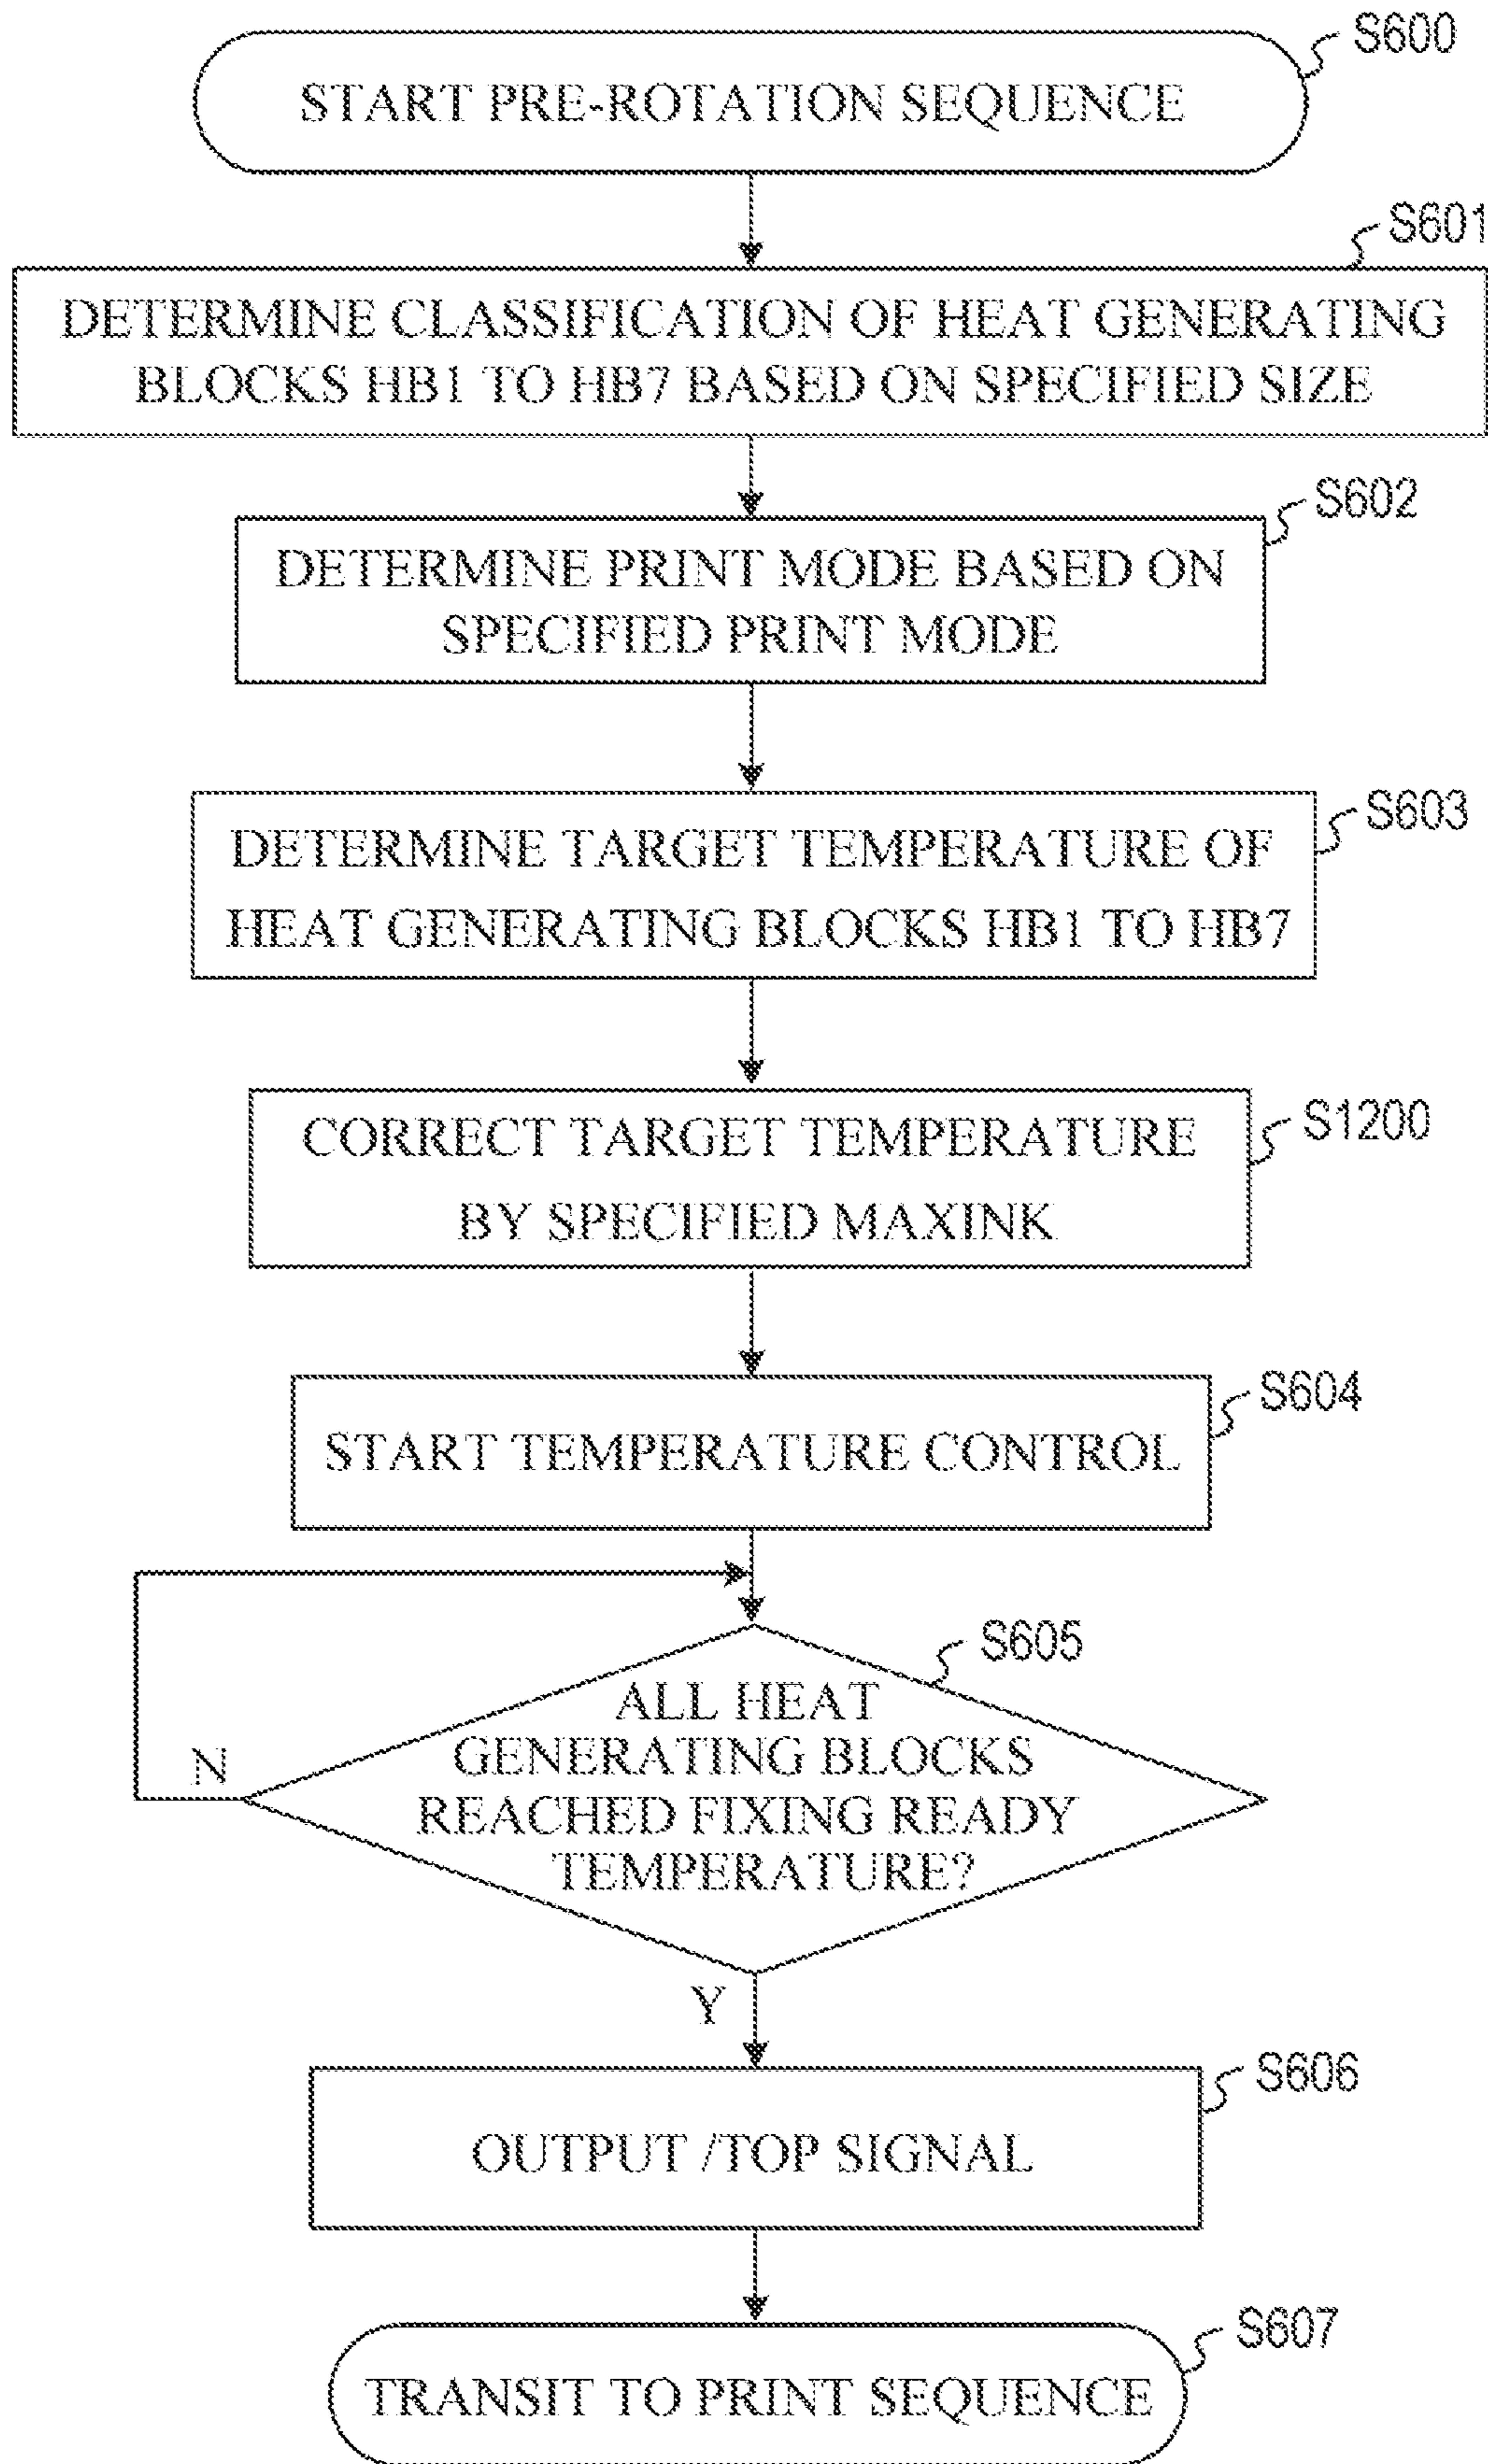 S600
START PRE-ROTATION SEQUENCE
S601
DETERMINE CLASSIFICATION OF HEAT GENERATING
BLOCKS HB1 TO HB7 BASED ON SPECIFIED SIZE
S602
DETERMINE PRINT MODE BASED ON
SPECIFIED PRINT MODE
S603
DETERMINE TARGET TEMPERATURE OF
HEAT GENERATING BLOCKS HB1 TO HB7
S1200
CORRECT TARGET TEMPERATURE
BY SPECIFIED MAXINK
S604
START TEMPERATURE CONTROL
S605
ALL HEAT
GENERATING BLOCKS
REACHED FIXING READY
TEMPERATURE?
N
Y
S606
OUTPUT /TOP SIGNAL
S607
TRANSIT TO PRINT SEQUENCE